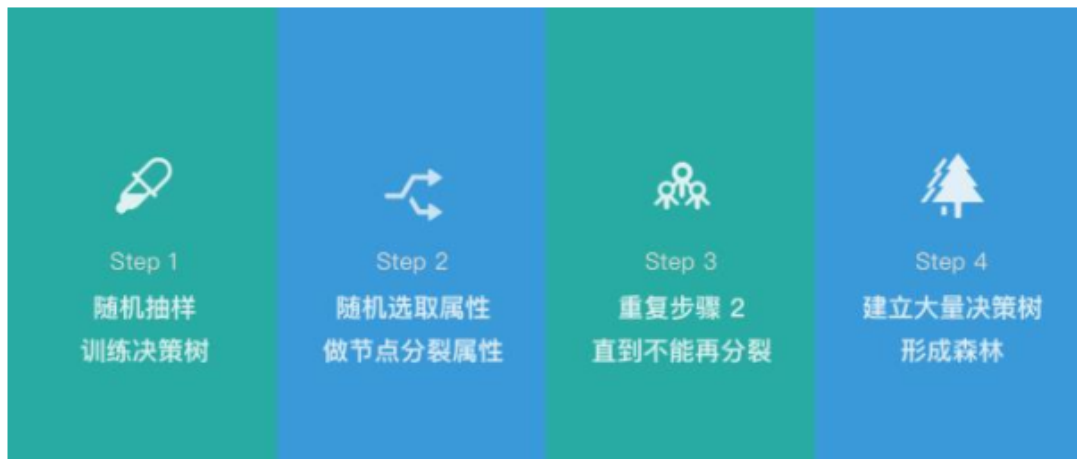 Step 1
随机抽样
训练决策树
Step 2
随机选取属性
做节点分裂属性
Step 3
重复步骤 2
直到不能再分裂
Step 4
建立大量决策树
形成森林